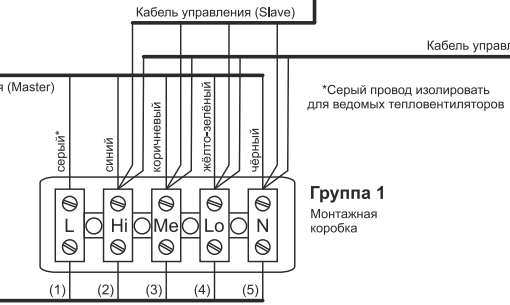 Кабель управления (Slave)
Кабель управл
я (Master)
*Серый провод изолировать
для ведомых тепловентиляторов
серый*
синий
коричневый
жёлто-зелёный
чёрный
L Hi Me Lo N
Группа 1
Монтажная
коробка
(1) (2) (3) (4) (5)